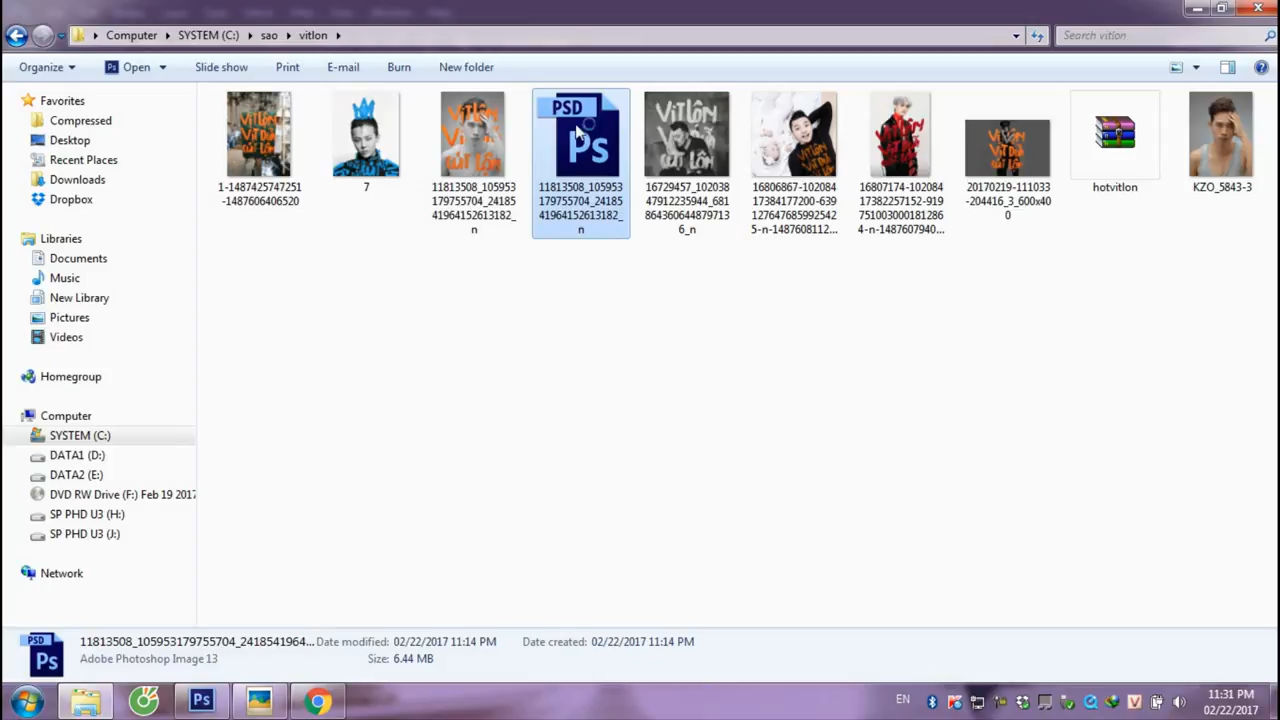 Computer
SYSTEM (C:)
sao
vitlon
Search vitlon
Organize
Ps
Open
Slide show
Print
E-mail
Burn
New folder
Favorites
Compressed
Desktop
Recent Places
Downloads
Dropbox
Libraries
Documents
Music
New Library
Pictures
Videos
Homegroup
Computer
SYSTEM (C:)
DATA1 (D:)
DATA2 (E:)
DVD RW Drive (F:) Feb 19 2017
SP PHD U3 (H:)
SP PHD U3 (J:)
Network
1-1487425747251
-1487606406520
7
11813508_105953
179755704_24185
41964152613182_
n
PSD
Ps
11813508_105953
179755704_24185
41964152613182_
n
16729457_102038
47912235944_681
864360644879713
6_n
16806867-102084
17384177200-639
127647685992542
5-n-1487608112...
16807174-102084
17382257152-919
751003000181286
4-n-1487607940...
20170219-111033
-204416_3_600x40
0
hotvitlon
KZO_5843-3
PSD
Ps
11813508_105953179755704_2418541964...
Date modified: 02/22/2017 11:14 PM
Date created: 02/22/2017 11:14 PM
Adobe Photoshop Image 13
Size: 6.44 MB
Ps
EN
V
11:31 PM
02/22/2017